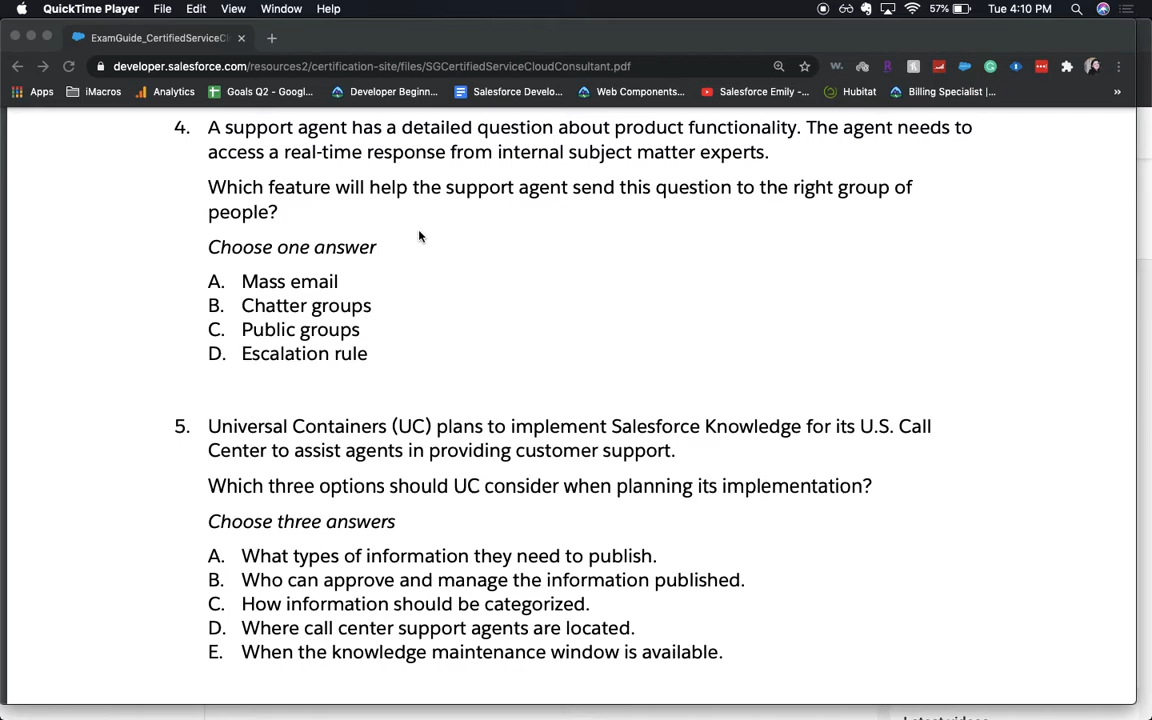 QuickTime Player File Edit View Window Help 57% Tue 4:10 PM
ExamGuide_CertifiedServiceCl
developer.salesforce.com/resources2/certification-site/files/SGCertifiedServiceCloudConsultant.pdf
Apps iMacros Analytics Goals Q2 - Googl... Developer Beginn... Salesforce Develo... Web Components... Salesforce Emily -... Hubitat Billing Specialist |... »
4. A support agent has a detailed question about product functionality. The agent needs to
access a real-time response from internal subject matter experts.
Which feature will help the support agent send this question to the right group of
people?
Choose one answer
A. Mass email
B. Chatter groups
C. Public groups
D. Escalation rule
5. Universal Containers (UC) plans to implement Salesforce Knowledge for its U.S. Call
Center to assist agents in providing customer support.
Which three options should UC consider when planning its implementation?
Choose three answers
A. What types of information they need to publish.
B. Who can approve and manage the information published.
C. How information should be categorized.
D. Where call center support agents are located.
E. When the knowledge maintenance window is available.